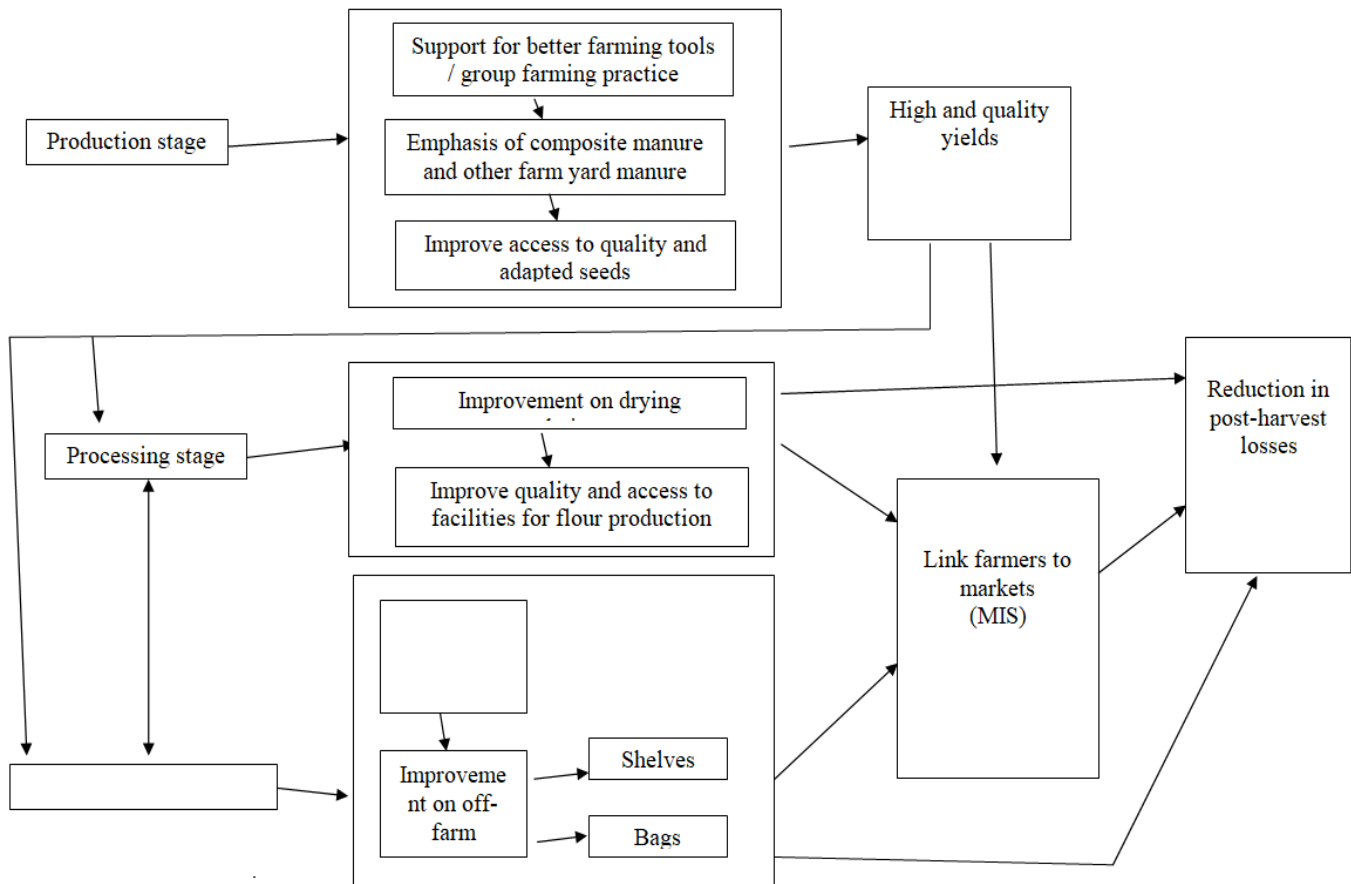 Support for better farming tools
/ group farming practice
Production stage
Emphasis of composite manure
and other farm yard manure
Improve access to quality and
adapted seeds
High and quality
yields
Processing stage
Improvement on drying
Improve quality and access to
facilities for flour production
Link farmers to
markets
(MIS)
Reduction in
post-harvest
losses
Improveme
nt on off-
farm
Shelves
Bags